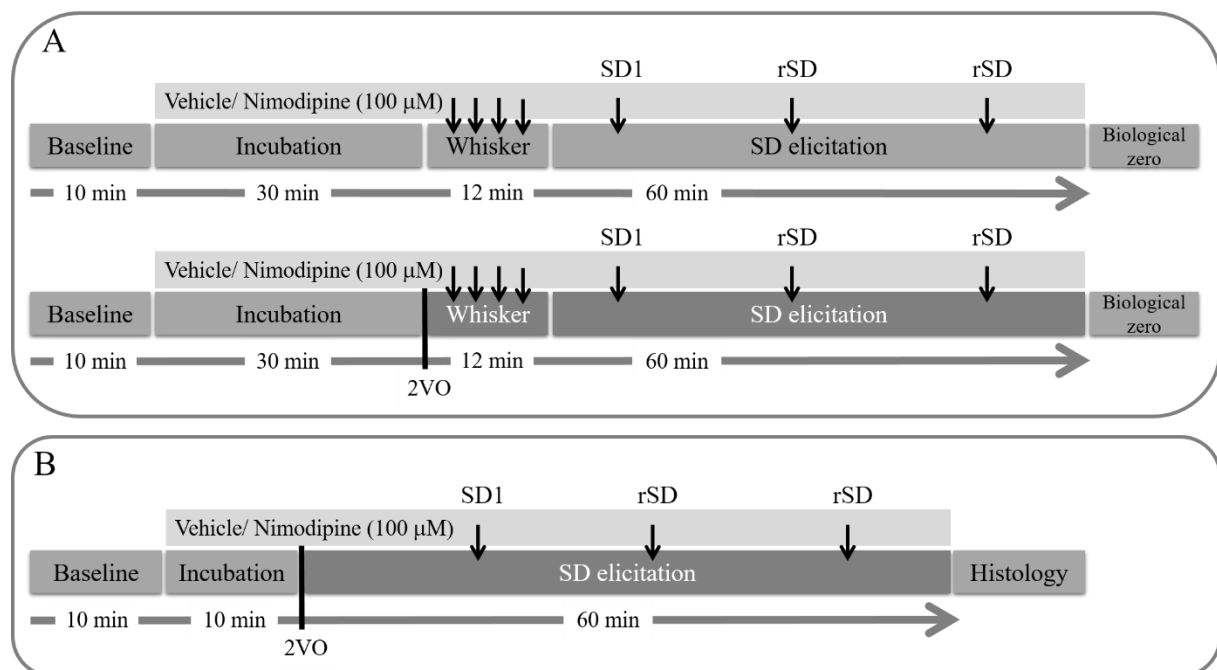 A
SD1 rSD rSD
Vehicle/ Nimodipine (100 μM)
Baseline Incubation Whisker SD elicitation Biological
zero
10 min 30 min 12 min 60 min
SD1 rSD rSD
Vehicle/ Nimodipine (100 μM)
Baseline Incubation Whisker SD elicitation Biological
zero
10 min 30 min 12 min 60 min
2VO
B
SD1 rSD rSD
Vehicle/ Nimodipine (100 μM)
Baseline Incubation SD elicitation Histology
10 min 10 min 60 min
2VO